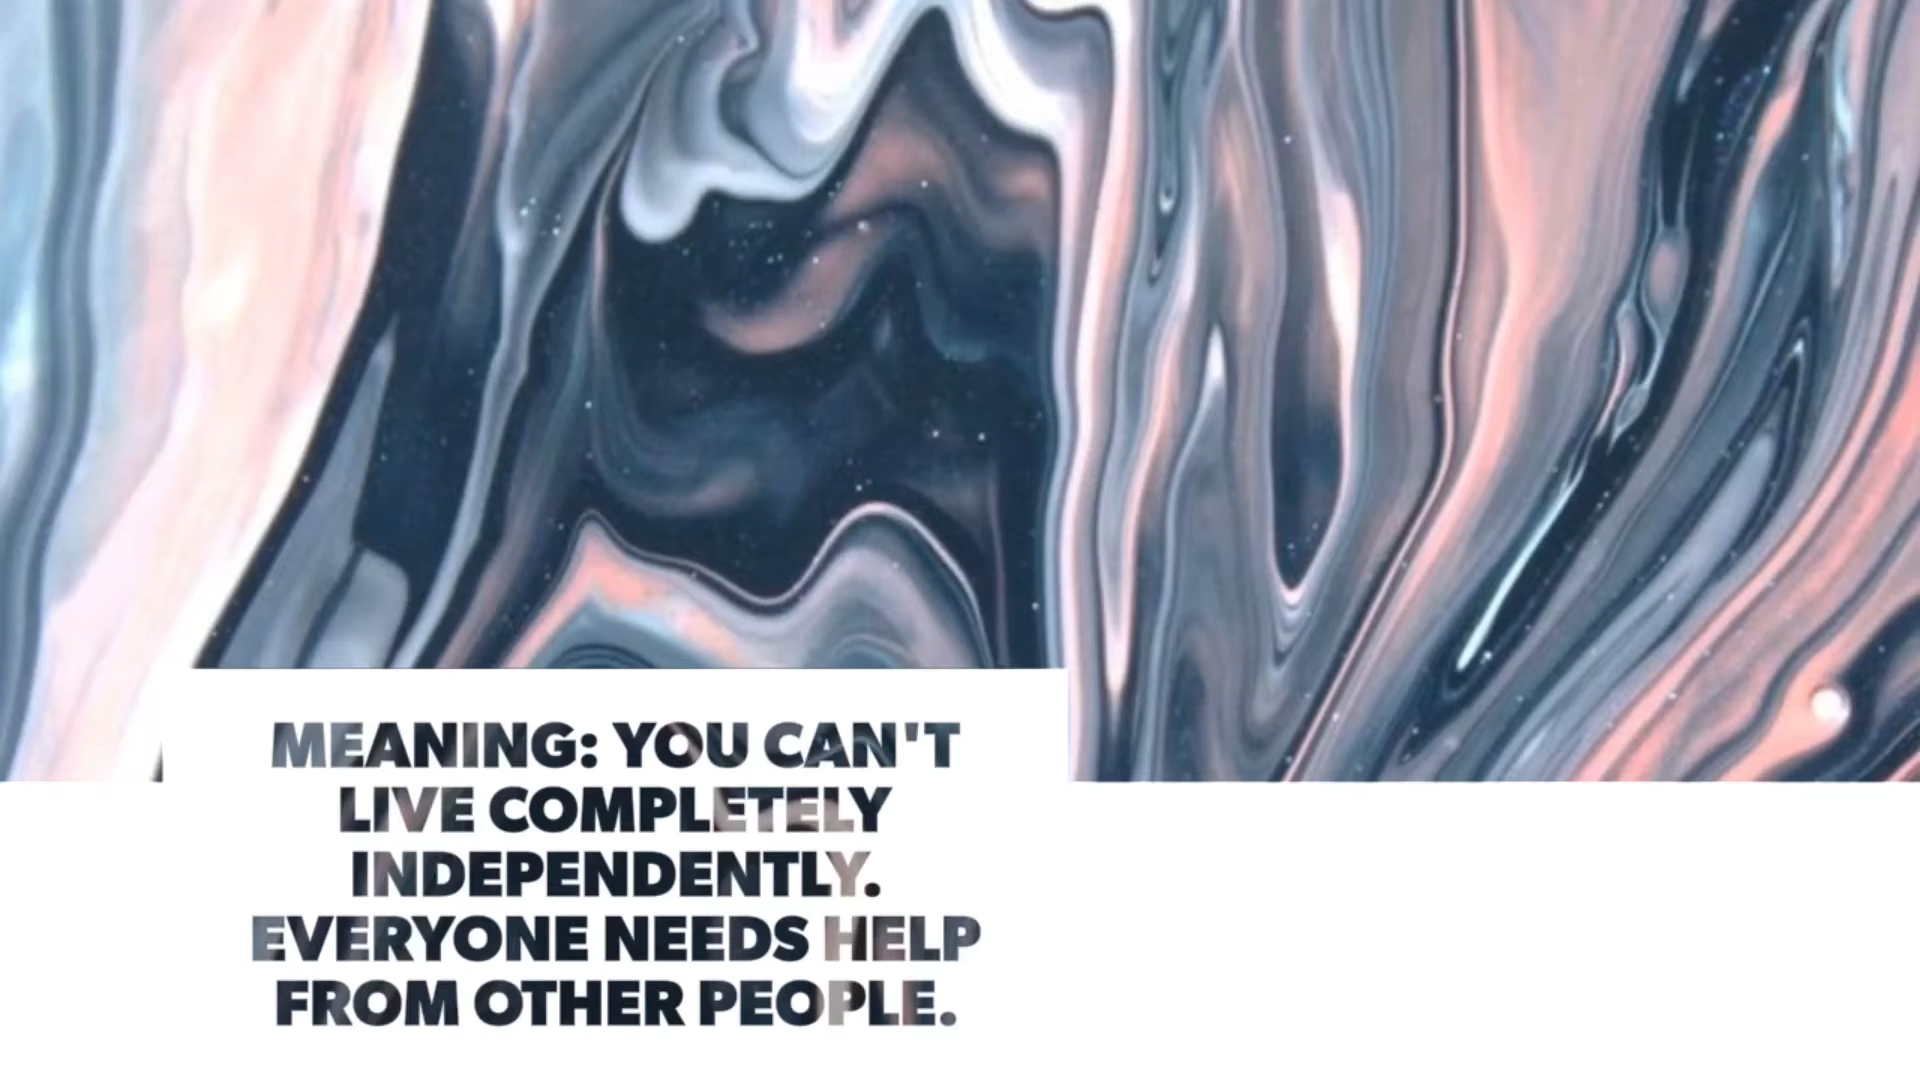 MEANING: YOU CAN'T
LIVE COMPLETELY
INDEPENDENTLY.
EVERYONE NEEDS HELP
FROM OTHER PEOPLE.